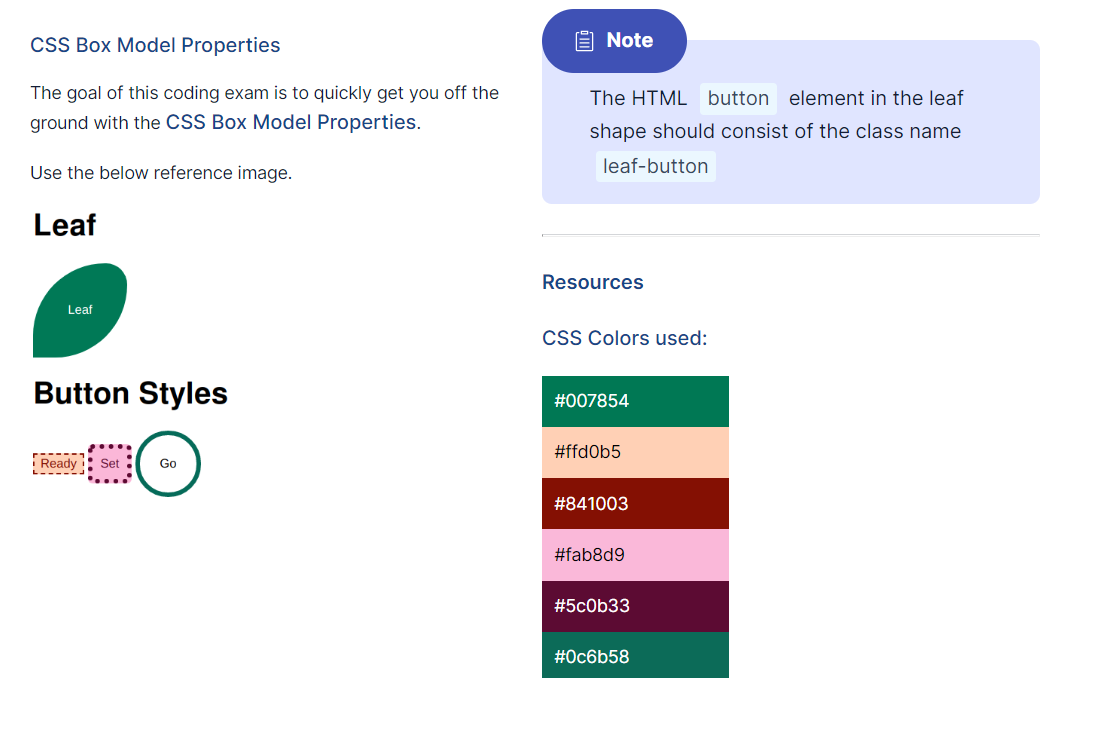 CSS Box Model Properties
The goal of this coding exam is to quickly get you off the
ground with the CSS Box Model Properties.
Use the below reference image.
Leaf
Leaf
Button Styles
Ready Set Go
Note
The HTML button element in the leaf
shape should consist of the class name
leaf-button
Resources
CSS Colors used:
#007854
#ffd0b5
#841003
#fab8d9
#5c0b33
#0c6b58